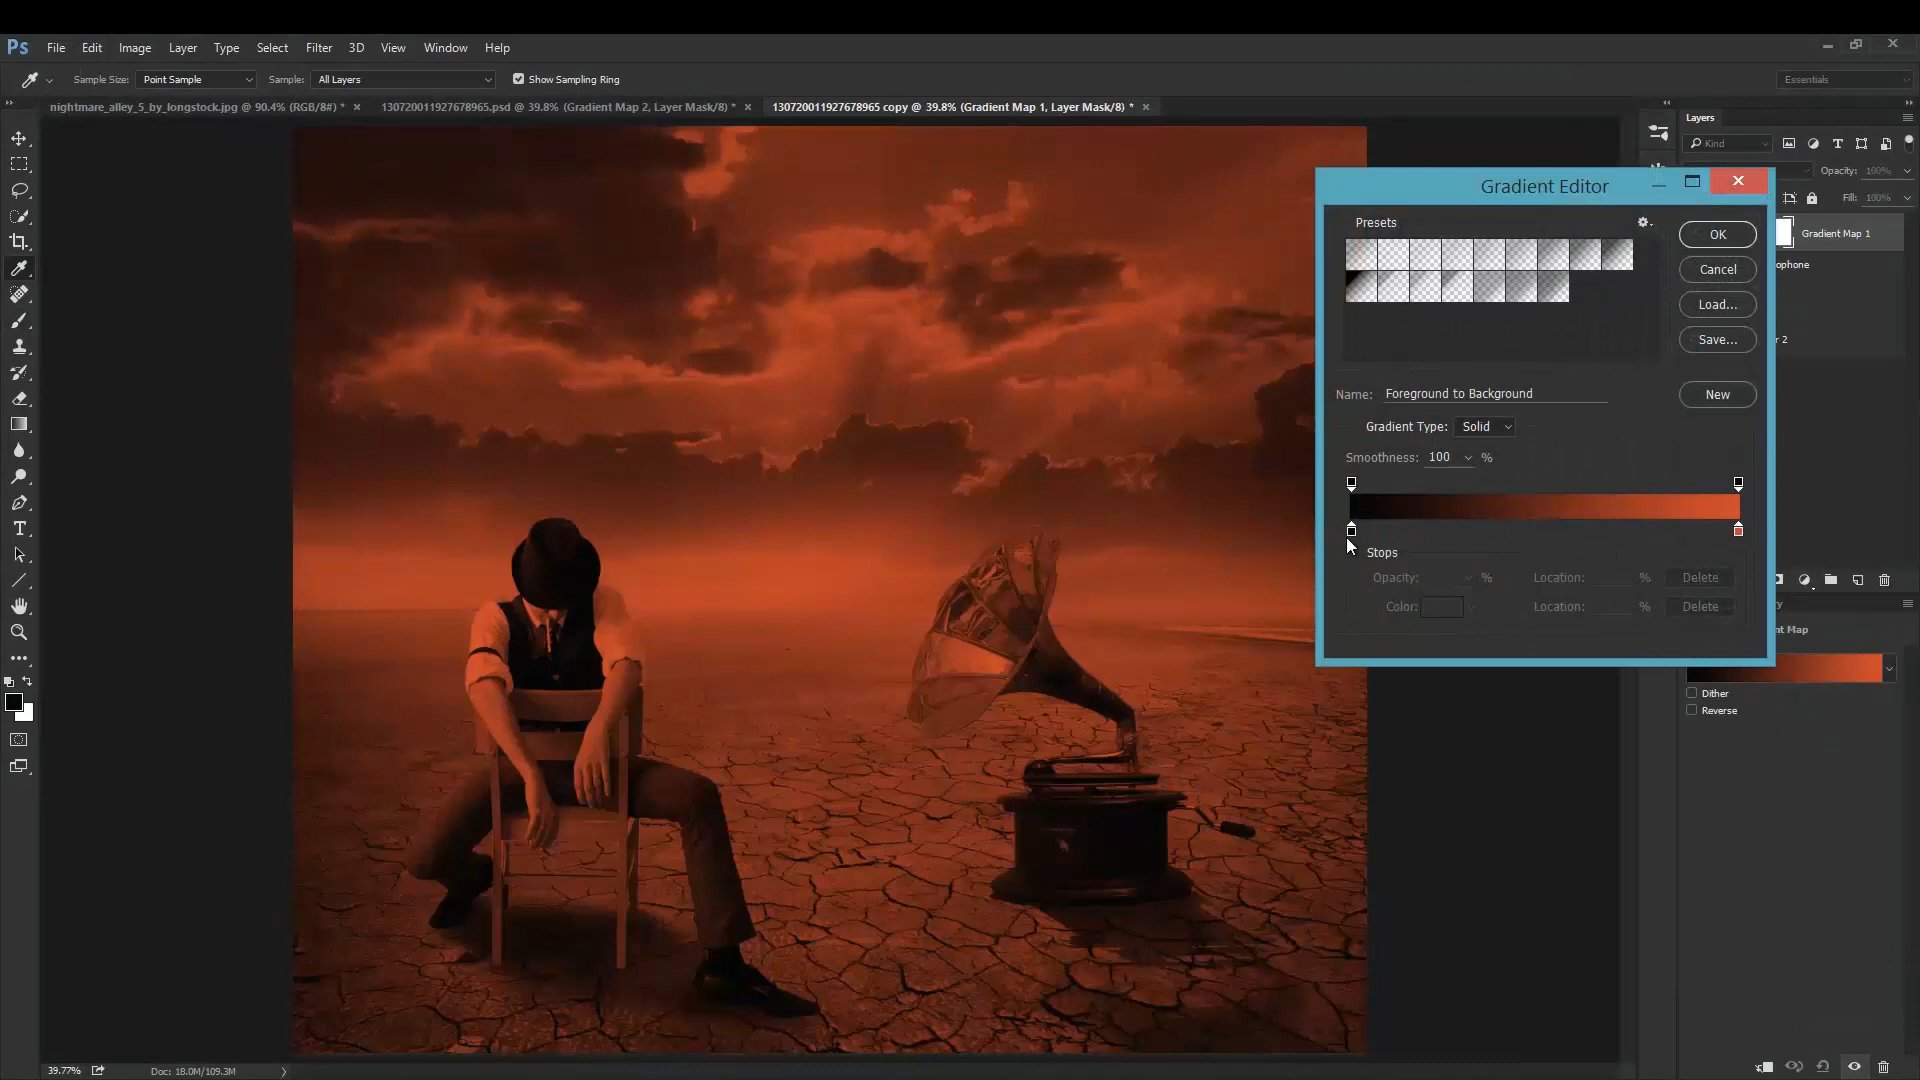 Ps File Edit Image Layer Type Select Filter 3D View Window Help
Sample Size: Point Sample Sample: All Layers Show Sampling Ring Essentials
nightmare_alley_5_by_longstock.jpg @ 90.4% (RGB/8#) * × 130720011927678965.psd @ 39.8% (Gradient Map 2, Layer Mask/8) * × 130720011927678965 copy @ 39.8% (Gradient Map 1, Layer Mask/8) * ×
Layers
Kind
Opacity: 100%
Fill: 100%
Gradient Map 1
ophone
r 2
Gradient Editor
Presets
OK
Cancel
Load...
Save...
Name: Foreground to Background
New
Gradient Type: Solid
Smoothness: 100 %
Stops
Opacity: % Location: % Delete
Color: Location: % Delete
nt Map
Dither
Reverse
39.77% Doc: 18.0M/109.3M